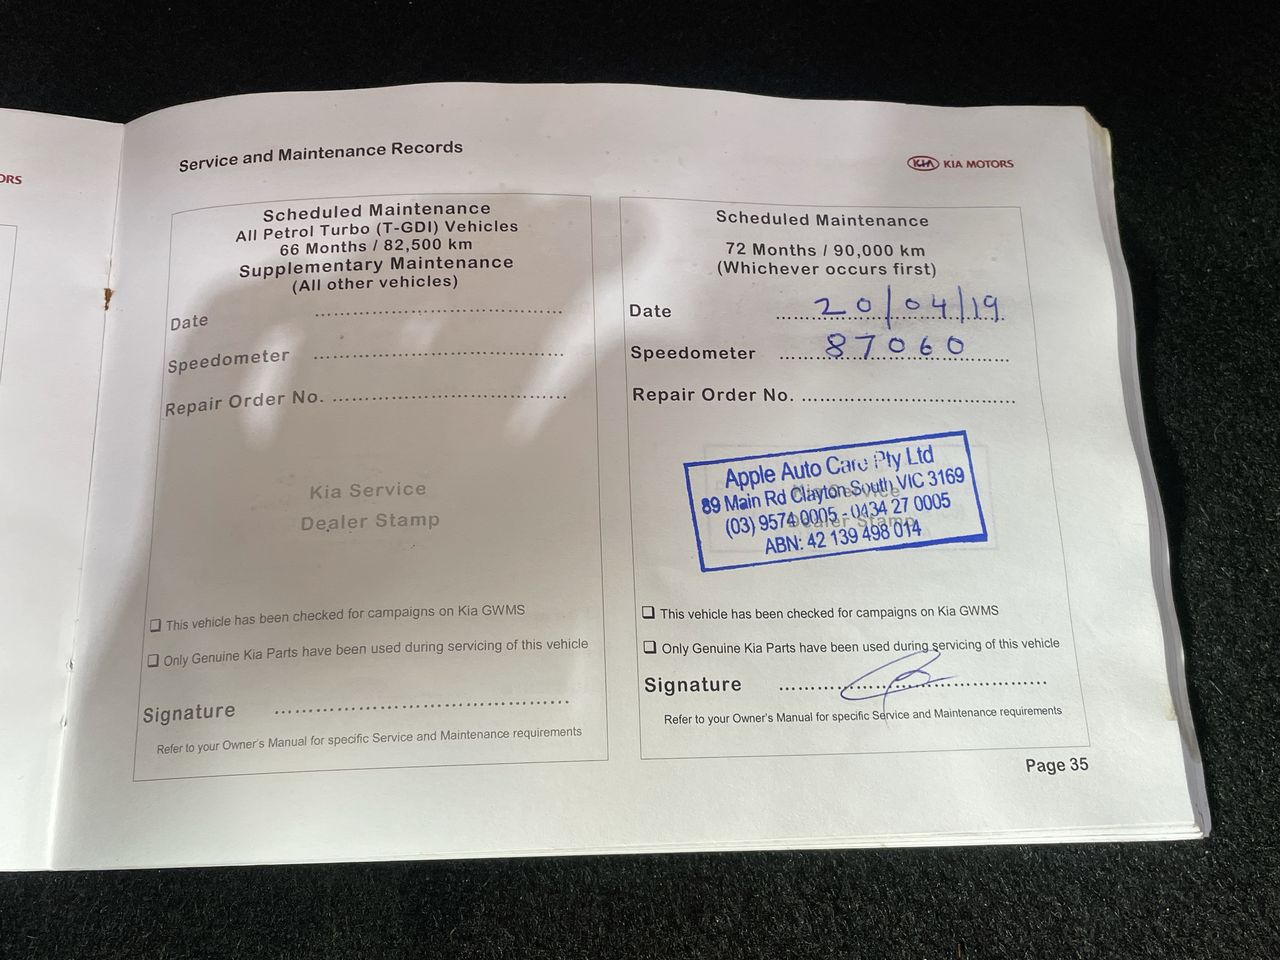 ORS
Service and Maintenance Records
KIA KIA MOTORS
Scheduled Maintenance
All Petrol Turbo (T-GDI) Vehicles
66 Months / 82,500 km
Supplementary Maintenance
(All other vehicles)
Date ........................................
Speedometer ........................................
Repair Order No. ........................................
Kia Service
Dealer Stamp
❑ This vehicle has been checked for campaigns on Kia GWMS
❑ Only Genuine Kia Parts have been used during servicing of this vehicle
Signature ........................................
Refer to your Owner's Manual for specific Service and Maintenance requirements
Scheduled Maintenance
72 Months / 90,000 km
(Whichever occurs first)
Date 20/04/19
Speedometer 87060
Repair Order No. ........................................
Apple Auto Care Pty Ltd
89 Main Rd Clayton South VIC 3169
(03) 9574 0005 - 0434 27 0005
ABN: 42 139 498 014
Kia Service
Dealer Stamp
❑ This vehicle has been checked for campaigns on Kia GWMS
❑ Only Genuine Kia Parts have been used during servicing of this vehicle
Signature ........................................
Refer to your Owner's Manual for specific Service and Maintenance requirements
Page 35